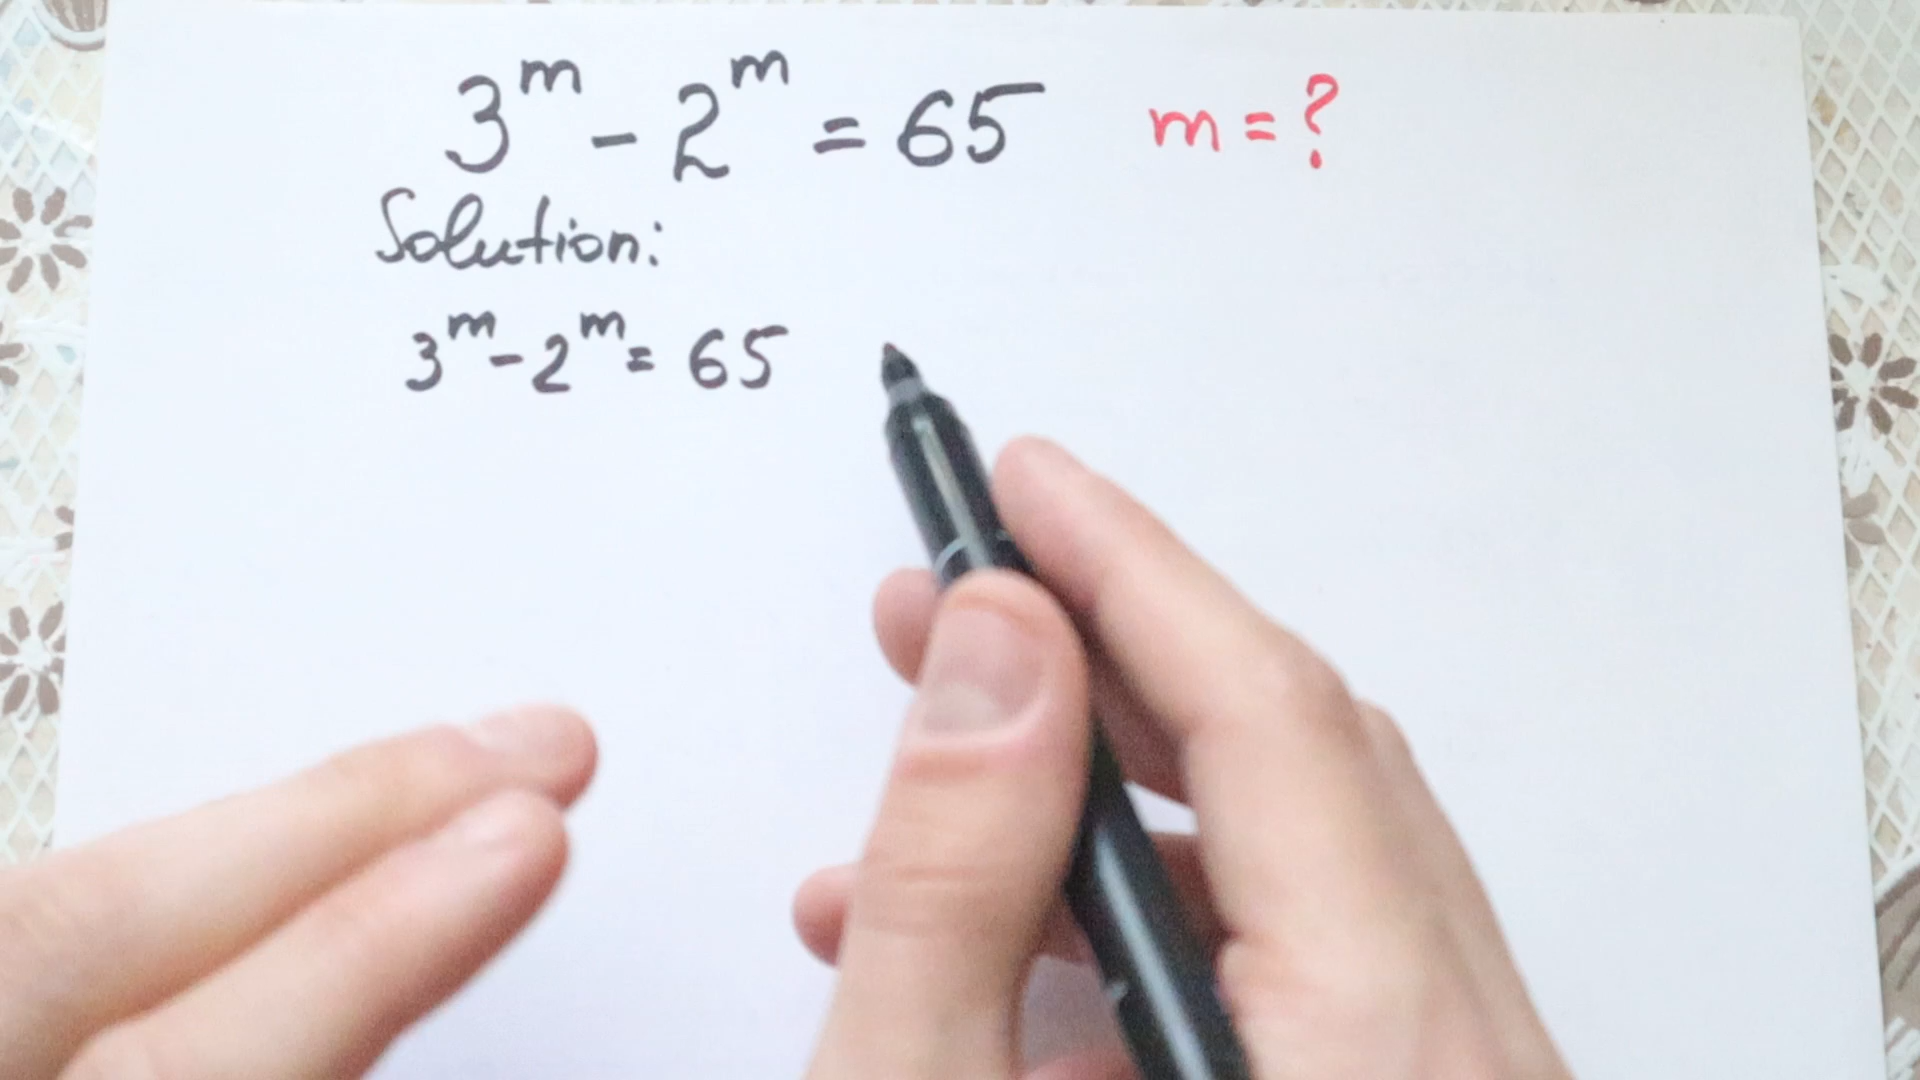 3^m - 2^m = 65 m = ?
Solution:
3^m - 2^m = 65